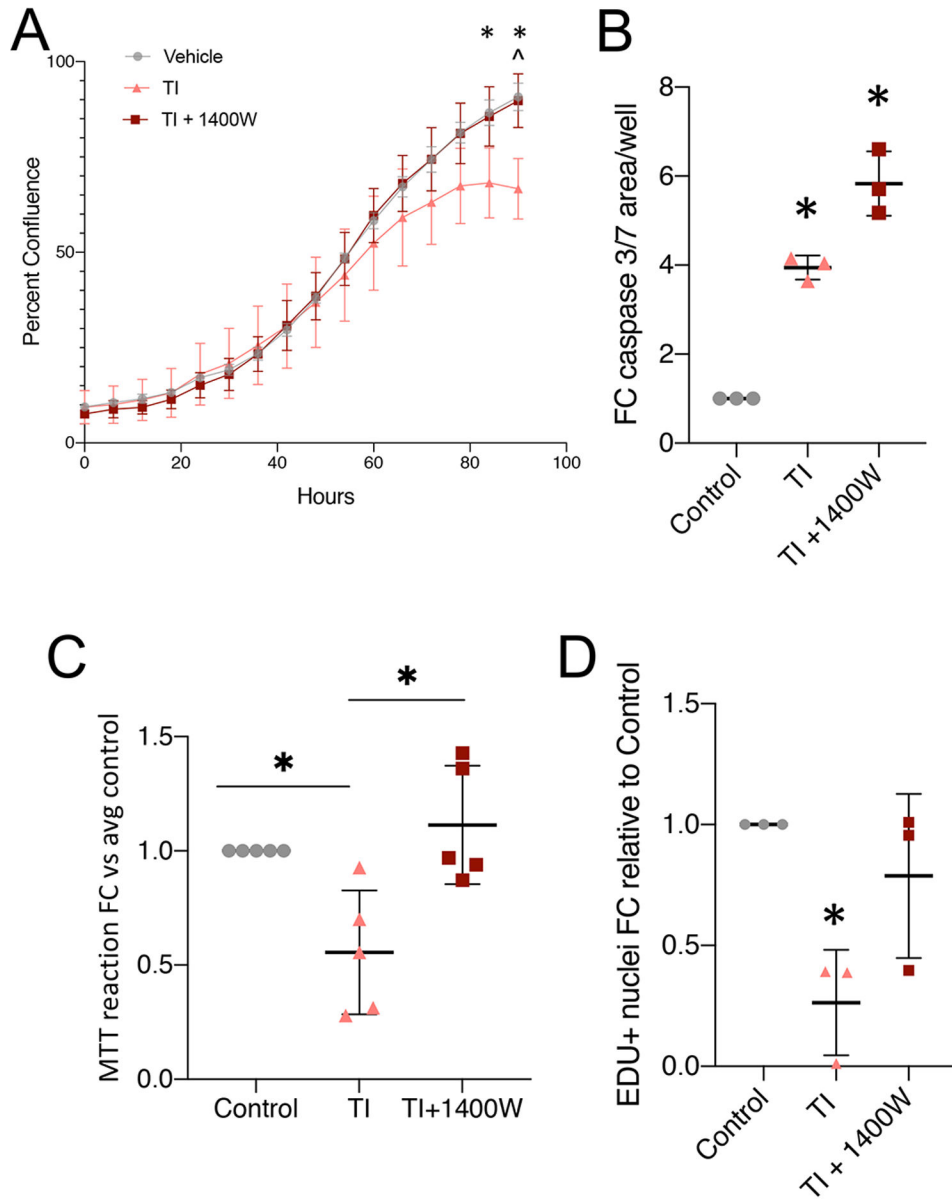 A
* *
^
Vehicle
TI
TI + 1400W
100
50
0
0 20 40 60 80 100
Percent Confluence
Hours
B
8
6
4
2
0
FC caspase 3/7 area/well
*
*
Control
TI
TI +1400W
C
*
*
1.5
1.0
0.5
0.0
MTT reaction FC vs avg control
Control TI TI+1400W
D
1.5
1.0
0.5
0.0
EDU+ nuclei FC relative to Control
*
Control
TI
TI + 1400W